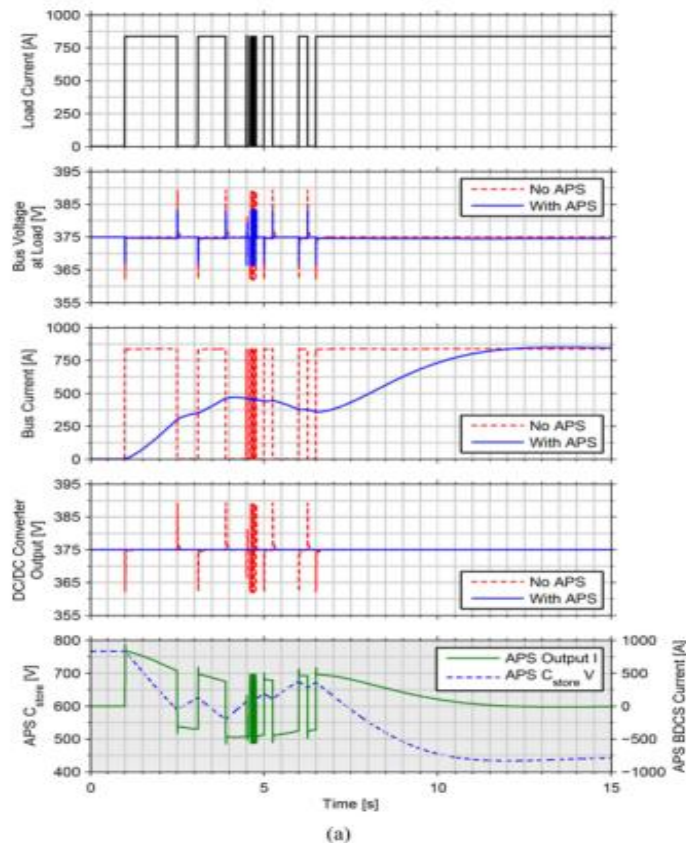 1000
750
500
250
0
Load Current [A]
395
385
375
365
355
Bus Voltage
at Load [V]
No APS
With APS
1000
750
500
250
0
Bus Current [A]
No APS
With APS
395
385
375
365
355
DC/DC Converter
Output [V]
No APS
With APS
800
700
600
500
400
APS C_store [V]
APS Output I
APS C_store V
1000
500
0
−500
−1000
APS BDCS Current [A]
0
5
10
15
Time [s]
(a)